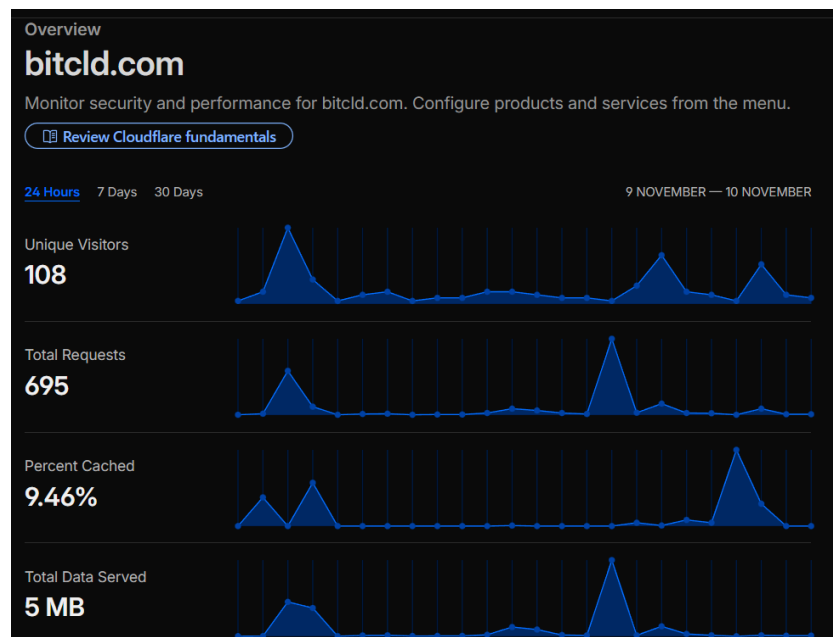 Overview
bitcld.com
Monitor security and performance for bitcld.com. Configure products and services from the menu.
Review Cloudflare fundamentals
24 Hours 7 Days 30 Days 9 NOVEMBER — 10 NOVEMBER
Unique Visitors
108
Total Requests
695
Percent Cached
9.46%
Total Data Served
5 MB